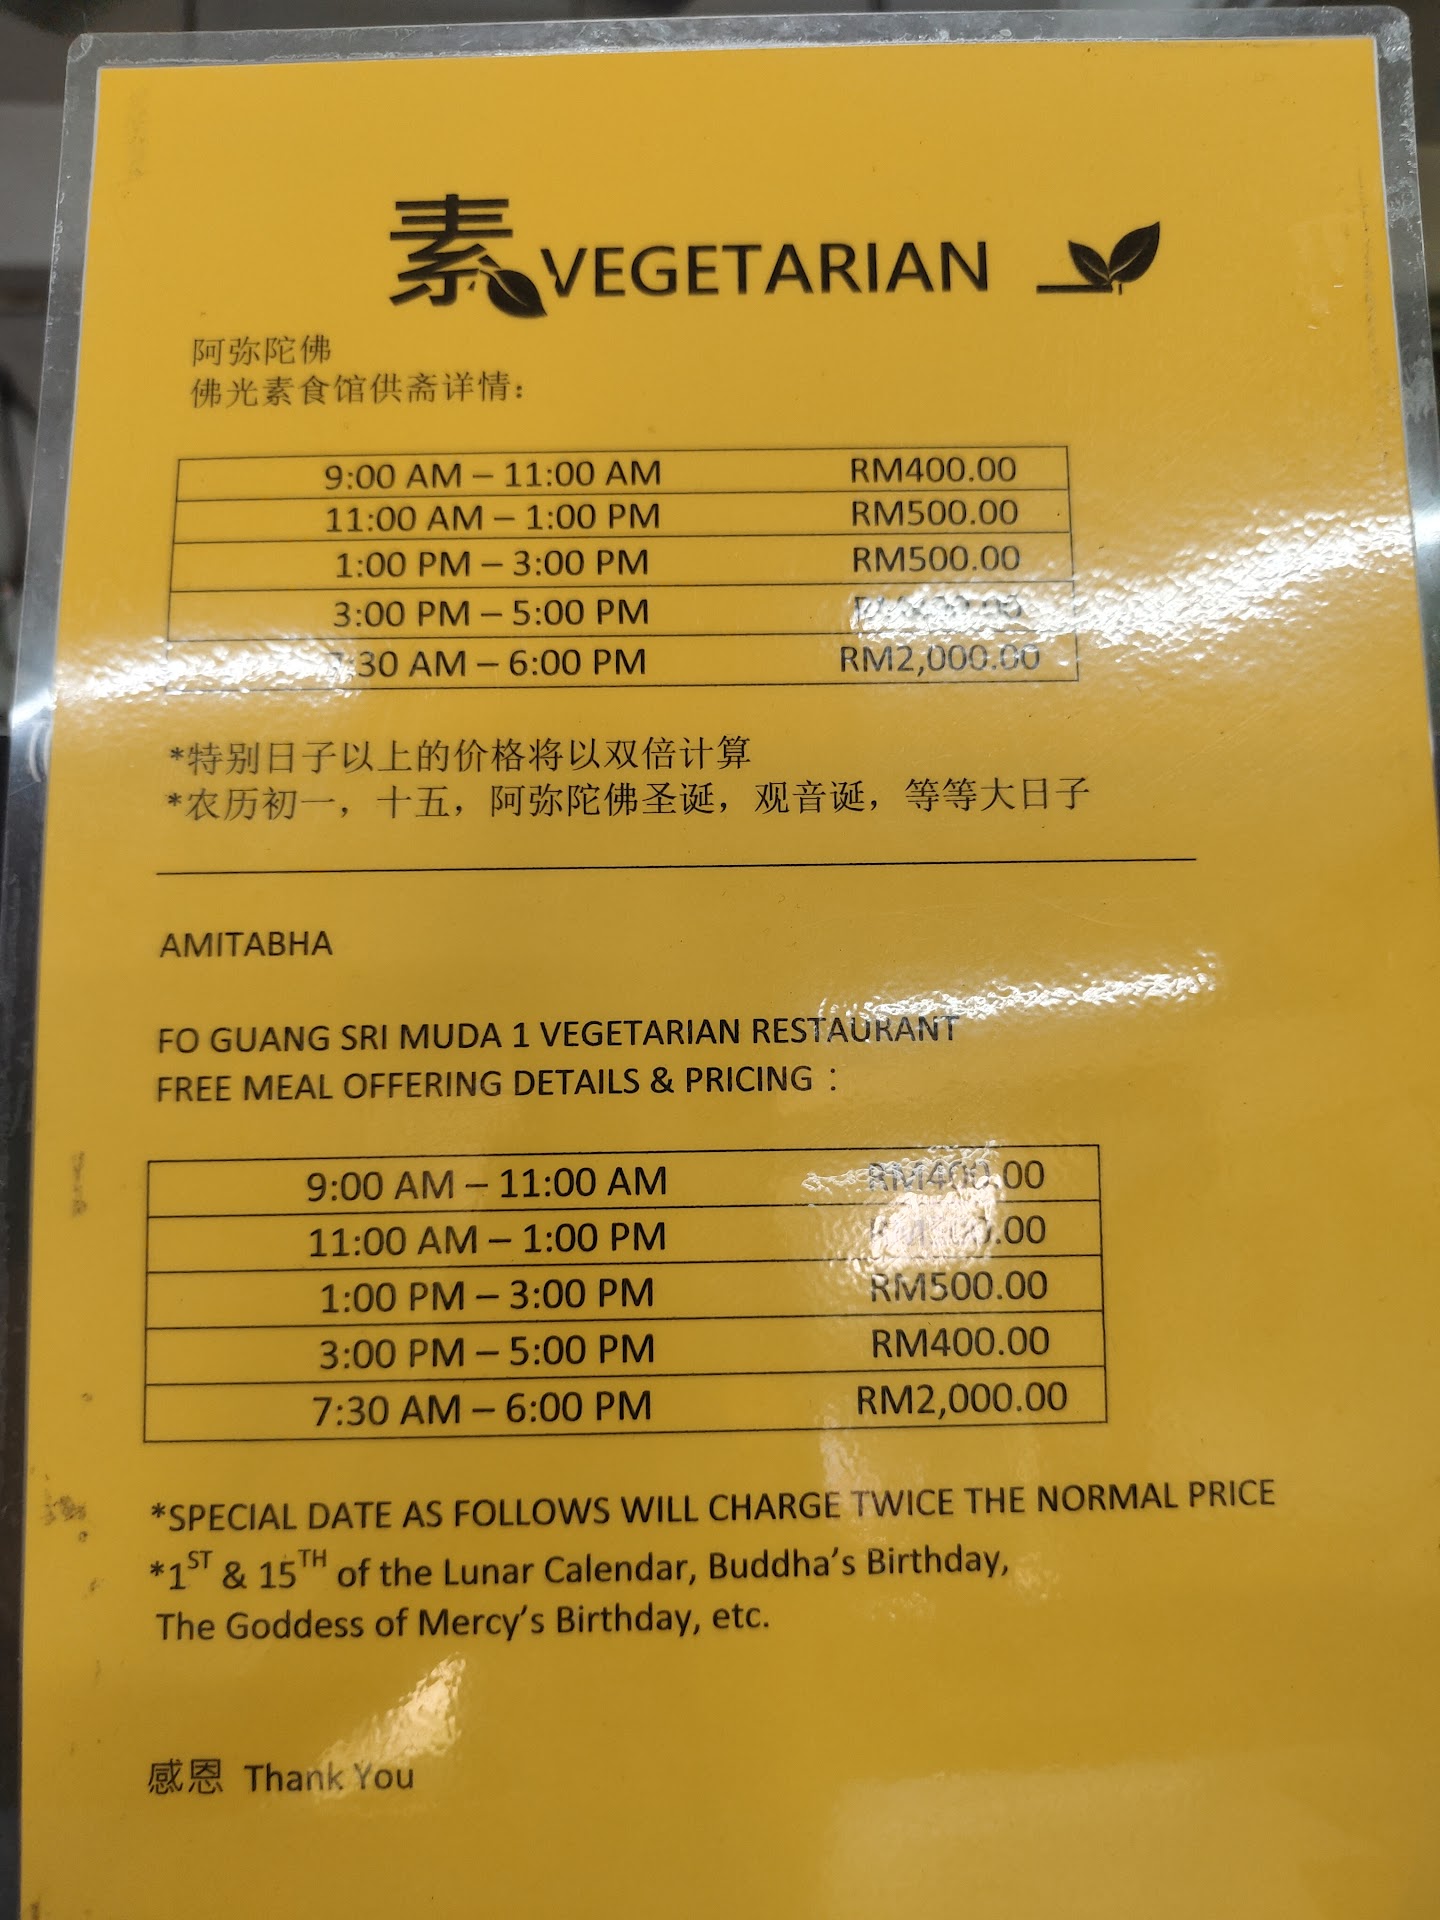 素 VEGETARIAN
阿弥陀佛
佛光素食馆供斋详情：
9:00 AM – 11:00 AM RM400.00
11:00 AM – 1:00 PM RM500.00
1:00 PM – 3:00 PM RM500.00
3:00 PM – 5:00 PM RM400.00
7:30 AM – 6:00 PM RM2,000.00
*特别日子以上的价格将以双倍计算
*农历初一，十五，阿弥陀佛圣诞，观音诞，等等大日子
AMITABHA
FO GUANG SRI MUDA 1 VEGETARIAN RESTAURANT
FREE MEAL OFFERING DETAILS & PRICING：
9:00 AM – 11:00 AM RM400.00
11:00 AM – 1:00 PM
1:00 PM – 3:00 PM RM500.00
3:00 PM – 5:00 PM RM400.00
7:30 AM – 6:00 PM RM2,000.00
*SPECIAL DATE AS FOLLOWS WILL CHARGE TWICE THE NORMAL PRICE
*1ST & 15TH of the Lunar Calendar, Buddha's Birthday,
The Goddess of Mercy's Birthday, etc.
感恩 Thank You